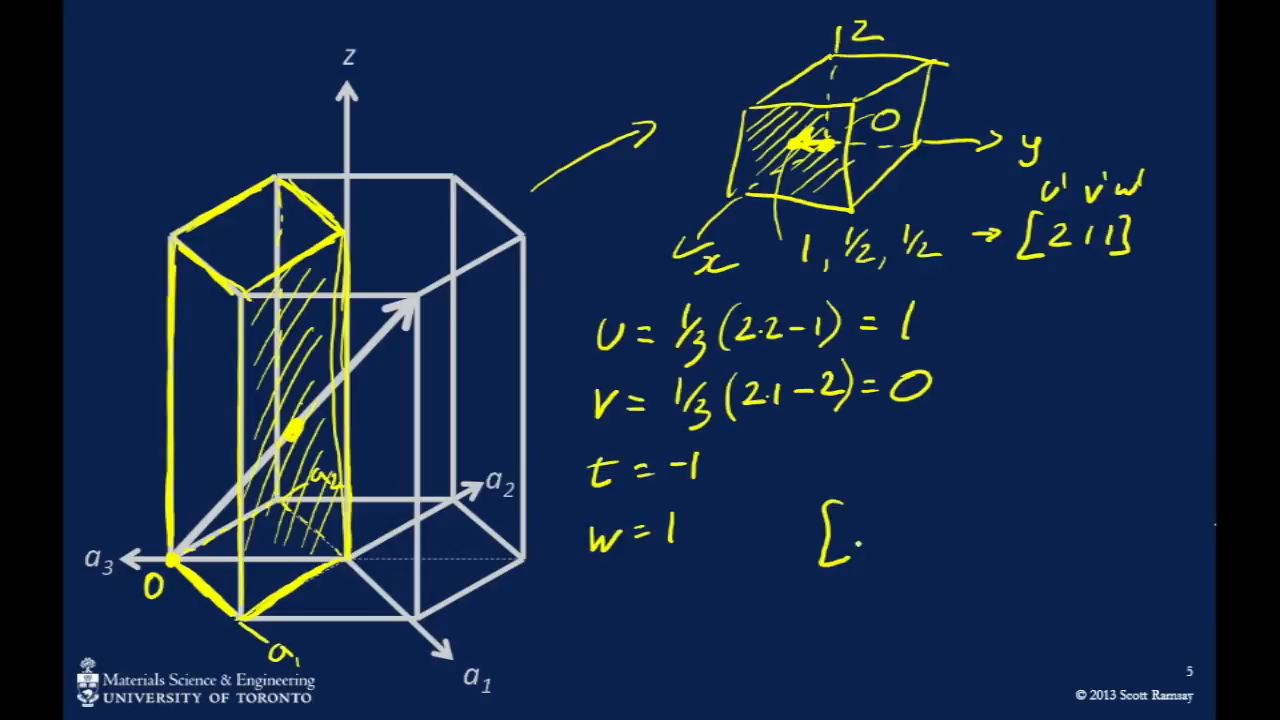 z
a3
a2
a1
0
a2
a1
z
0
y
x
u' v' w'
1, 1/2, 1/2 → [2 1 1]
U = 1/3 (2·2 − 1) = 1
V = 1/3 (2·1 − 2) = 0
t = −1
w = 1
[
Materials Science & Engineering
UNIVERSITY OF TORONTO
5
© 2013 Scott Ramsay